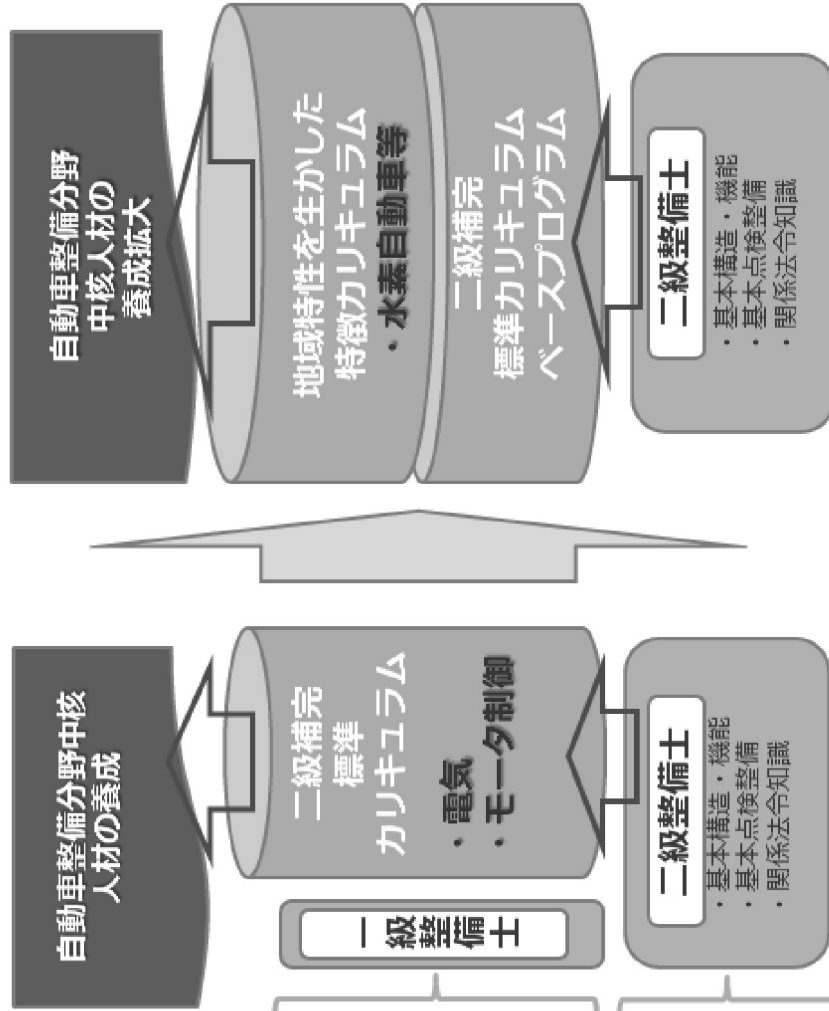 自動車整備分野中核
人材の養成
二級補完
標準
カリキュラム
・電気
・モータ制御
一級整備士
二級整備士
・基本構造・機能
・基本点検整備
・関係法令知識
自動車整備分野
中核人材の
養成拡大
地域特性を生かした
特徴カリキュラム
・水素自動車等
二級補完
標準カリキュラム
ベースプログラム
二級整備士
・基本構造・機能
・基本点検整備
・関係法令知識